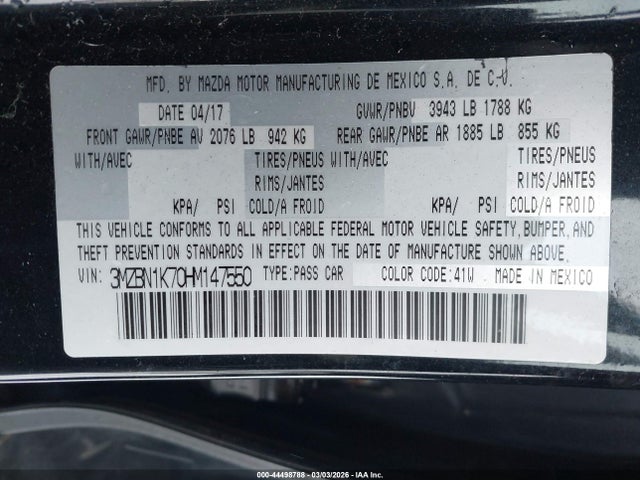 MFD. BY MAZDA MOTOR MANUFACTURING DE MEXICO S.A. DE C.V.
DATE 04/17 GVWR/PNBV 3943 LB 1788 KG
FRONT GAWR/PNBE AV 2076 LB 942 KG REAR GAWR/PNBE AR 1885 LB 855 KG
WITH/AVEC TIRES/PNEUS WITH/AVEC TIRES/PNEUS
RIMS/JANTES RIMS/JANTES
KPA/ PSI COLD/A FROID KPA/ PSI COLD/A FROID
THIS VEHICLE CONFORMS TO ALL APPLICABLE FEDERAL MOTOR VEHICLE SAFETY, BUMPER, AND
THEFT PREVENTION STANDARDS IN EFFECT ON THE DATE OF MANUFACTURE SHOWN ABOVE.
VIN: 3MZBN1K70HM147550 TYPE:PASS CAR COLOR CODE:41W MADE IN MEXICO
000-44498788 - 03/03/2026 - IAA, Inc.